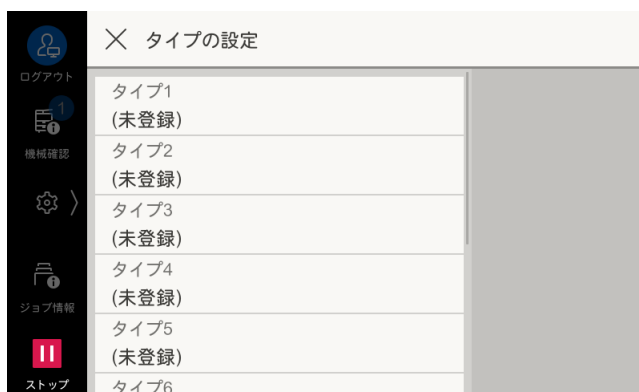 ログアウト
1
機械確認
ジョブ情報
ストップ
タイプの設定
タイプ1
(未登録)
タイプ2
(未登録)
タイプ3
(未登録)
タイプ4
(未登録)
タイプ5
(未登録)
タイプ6